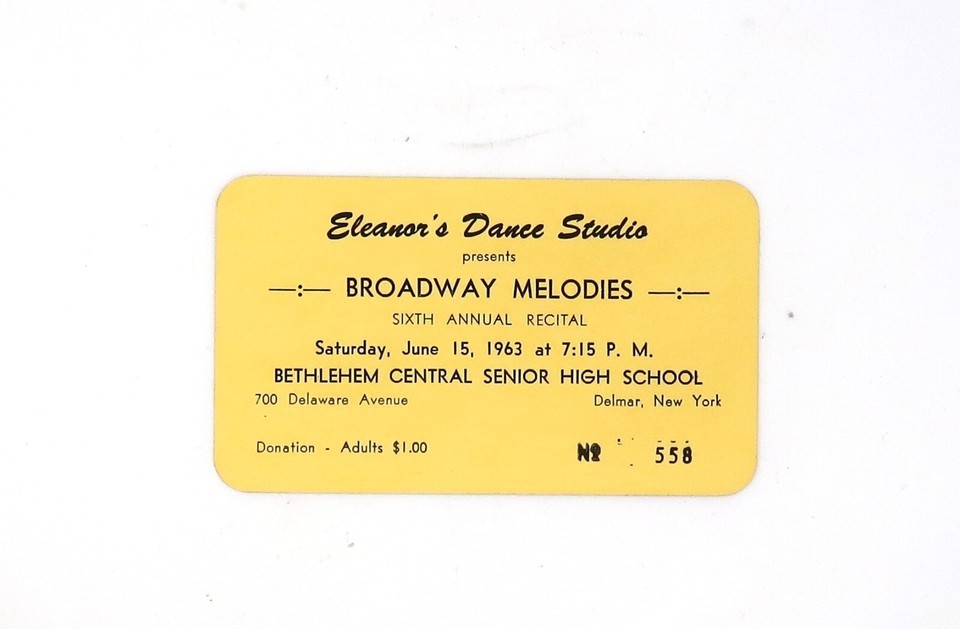 Eleanor's Dance Studio
presents
—:— BROADWAY MELODIES —:—
SIXTH ANNUAL RECITAL
Saturday, June 15, 1963 at 7:15 P. M.
BETHLEHEM CENTRAL SENIOR HIGH SCHOOL
700 Delaware Avenue Delmar, New York
Donation - Adults $1.00 No 558